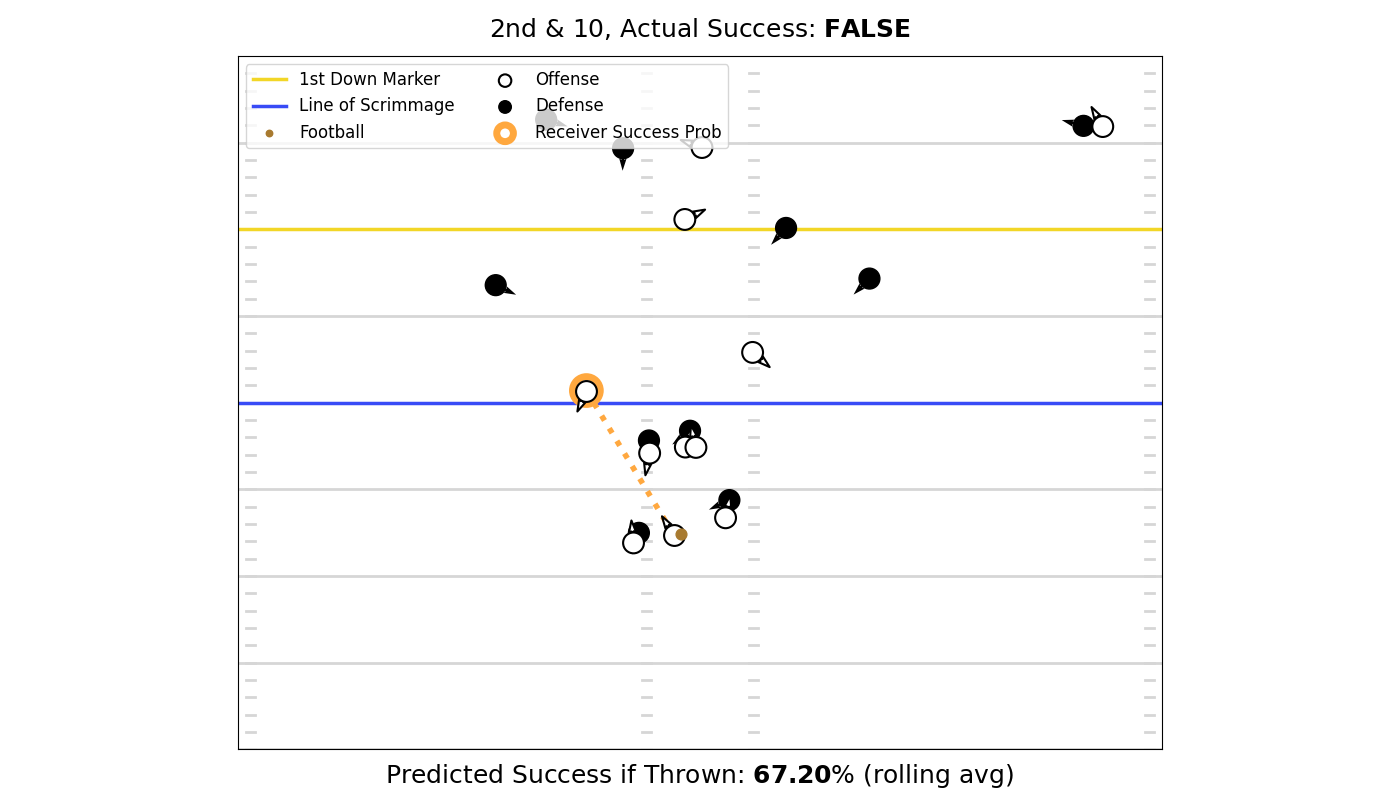 2nd & 10, Actual Success: FALSE
1st Down Marker
Line of Scrimmage
Football
Offense
Defense
Receiver Success Prob
Predicted Success if Thrown: 67.20% (rolling avg)